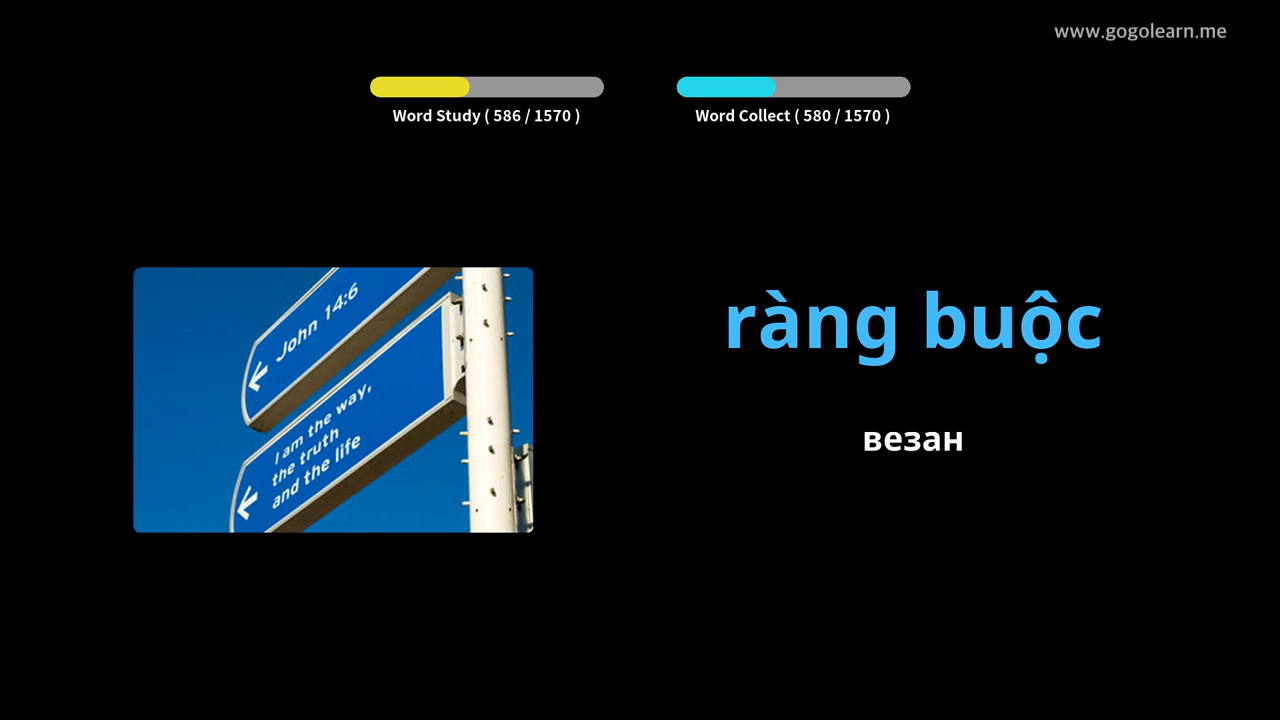 www.gogolearn.me
Word Study ( 586 / 1570 )
Word Collect ( 580 / 1570 )
John 14:6
I am the way,
the truth
and the life
ràng buộc
везан